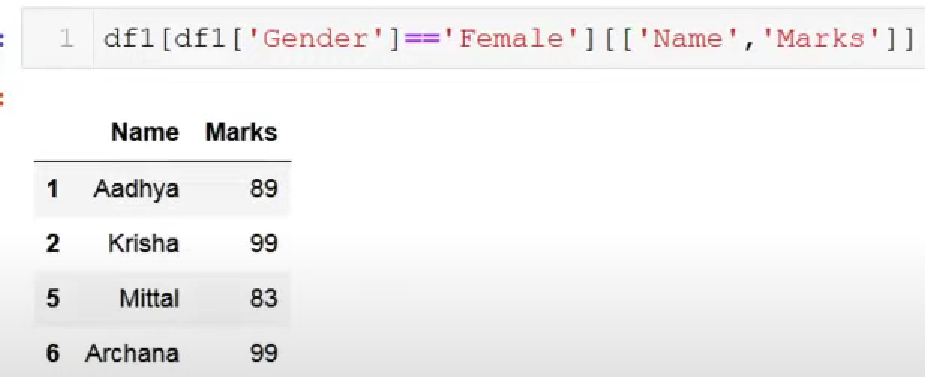 1 df1[df1['Gender']=='Female'][['Name','Marks']]
Name Marks
1 Aadhya 89
2 Krisha 99
5 Mittal 83
6 Archana 99